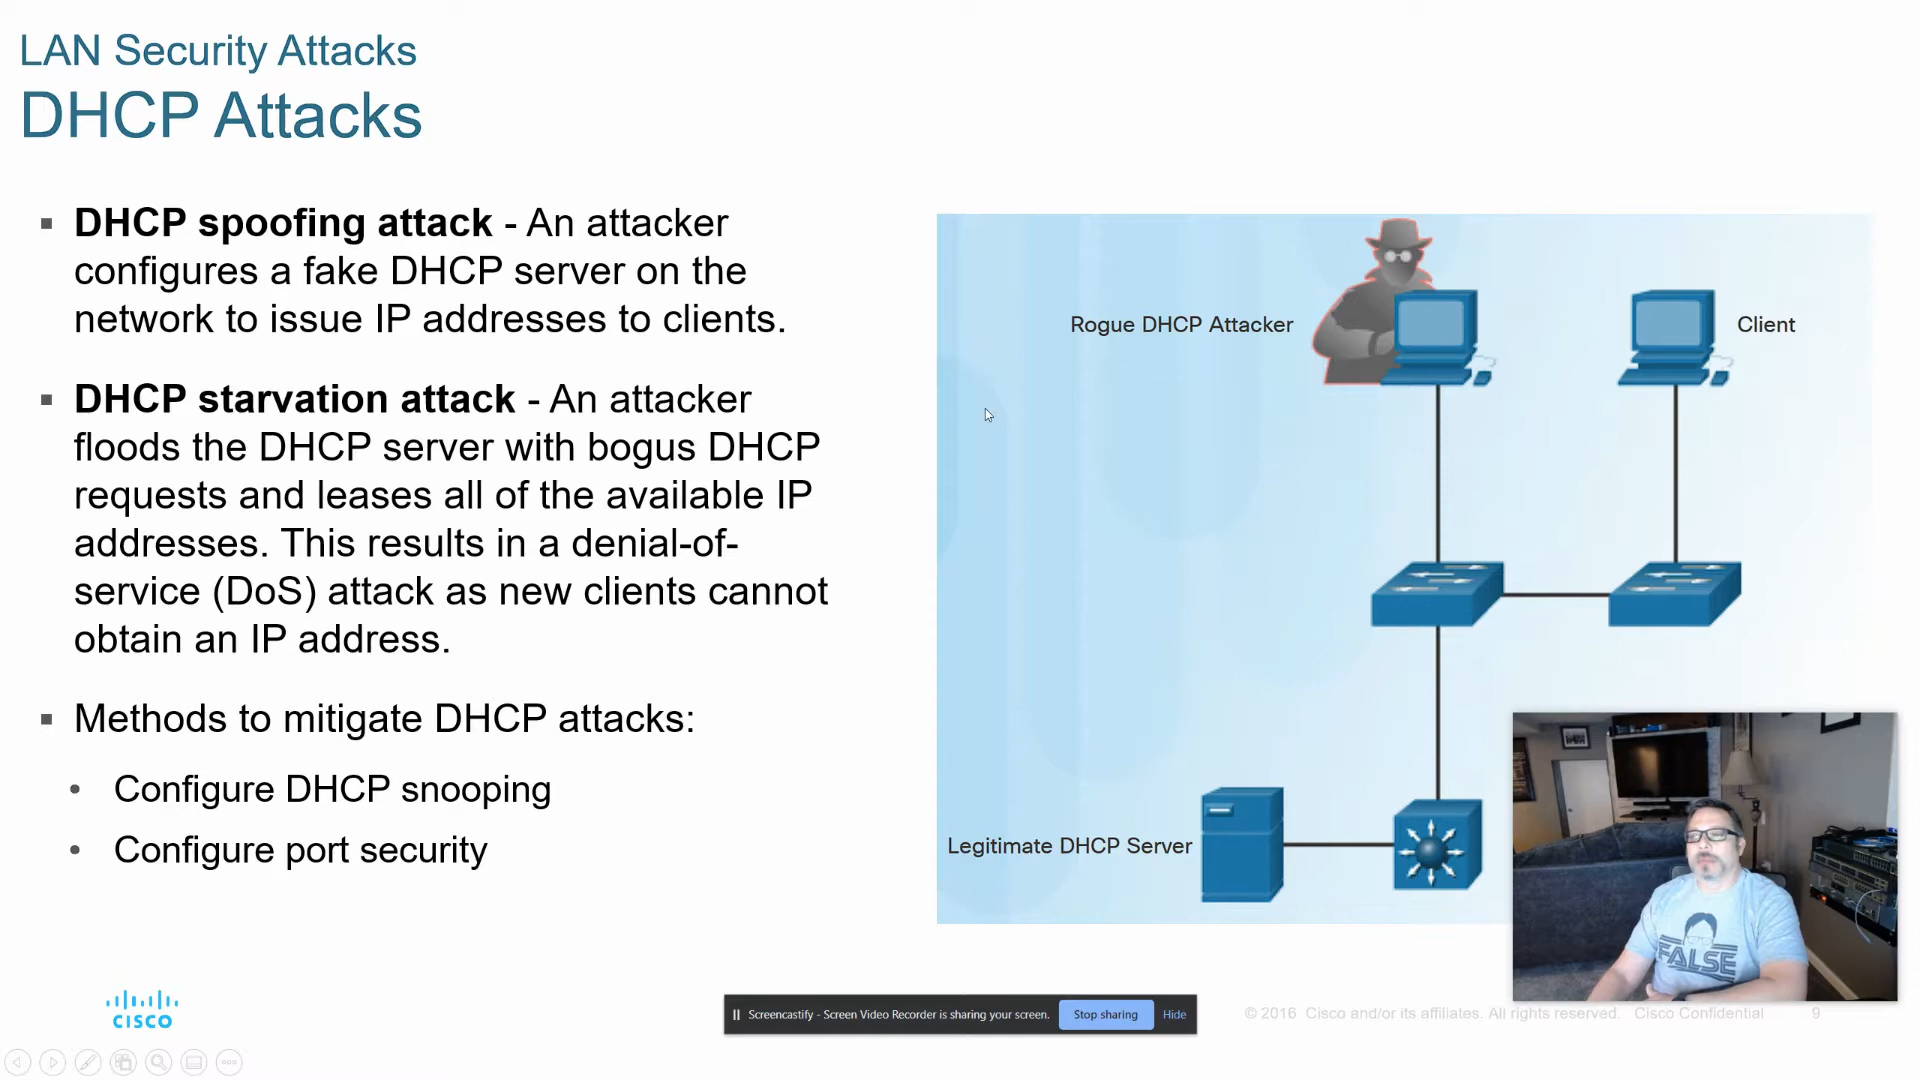 LAN Security Attacks
DHCP Attacks
▪ DHCP spoofing attack - An attacker
configures a fake DHCP server on the
network to issue IP addresses to clients.
▪ DHCP starvation attack - An attacker
floods the DHCP server with bogus DHCP
requests and leases all of the available IP
addresses. This results in a denial-of-
service (DoS) attack as new clients cannot
obtain an IP address.
▪ Methods to mitigate DHCP attacks:
• Configure DHCP snooping
• Configure port security
Rogue DHCP Attacker
Client
Legitimate DHCP Server
FALSE
CISCO
Screencastify - Screen Video Recorder is sharing your screen.
Stop sharing
Hide
© 2016 Cisco and/or its affiliates. All rights reserved. Cisco Confidential
9